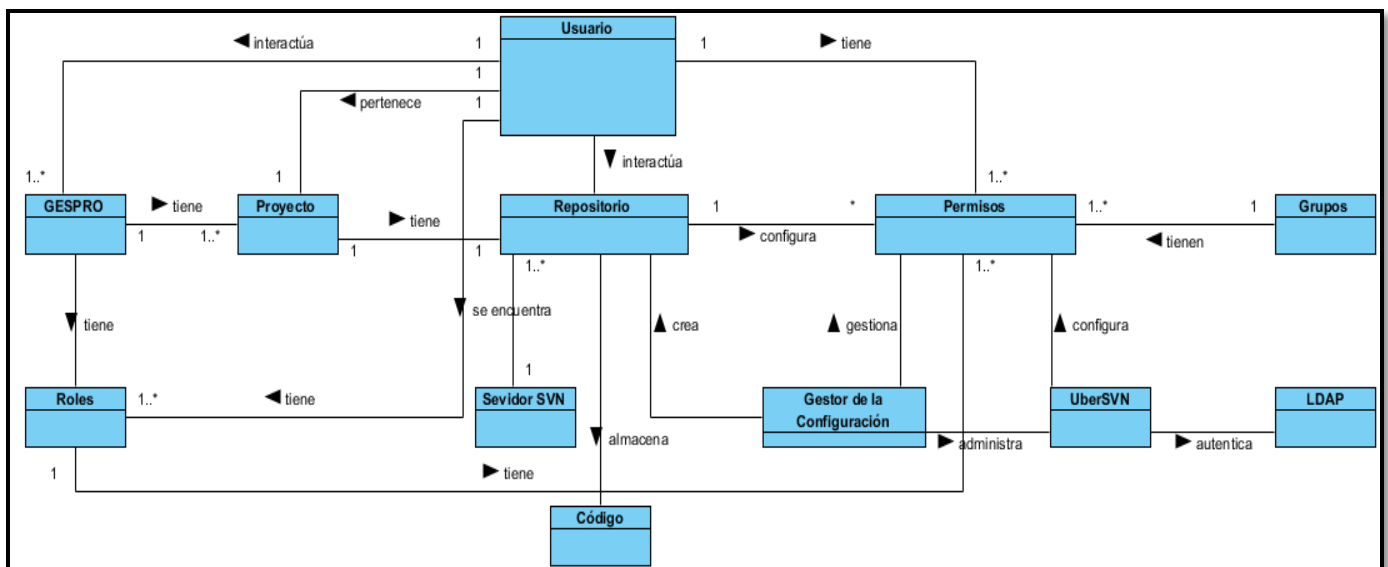 Usuario
interactúa
1
1
tiene
1
pertenece
1
interactúa
1..*
1
1..*
GESPRO
tiene
Proyecto
tiene
Repositorio
1
*
Permisos
1..*
1
Grupos
1
1..*
1
1
configura
tienen
1..*
1..*
tiene
se encuentra
crea
gestiona
configura
1
Roles
1..*
tiene
Sevidor SVN
Gestor de la
Configuración
UberSVN
LDAP
almacena
administra
autentica
1
tiene
Código